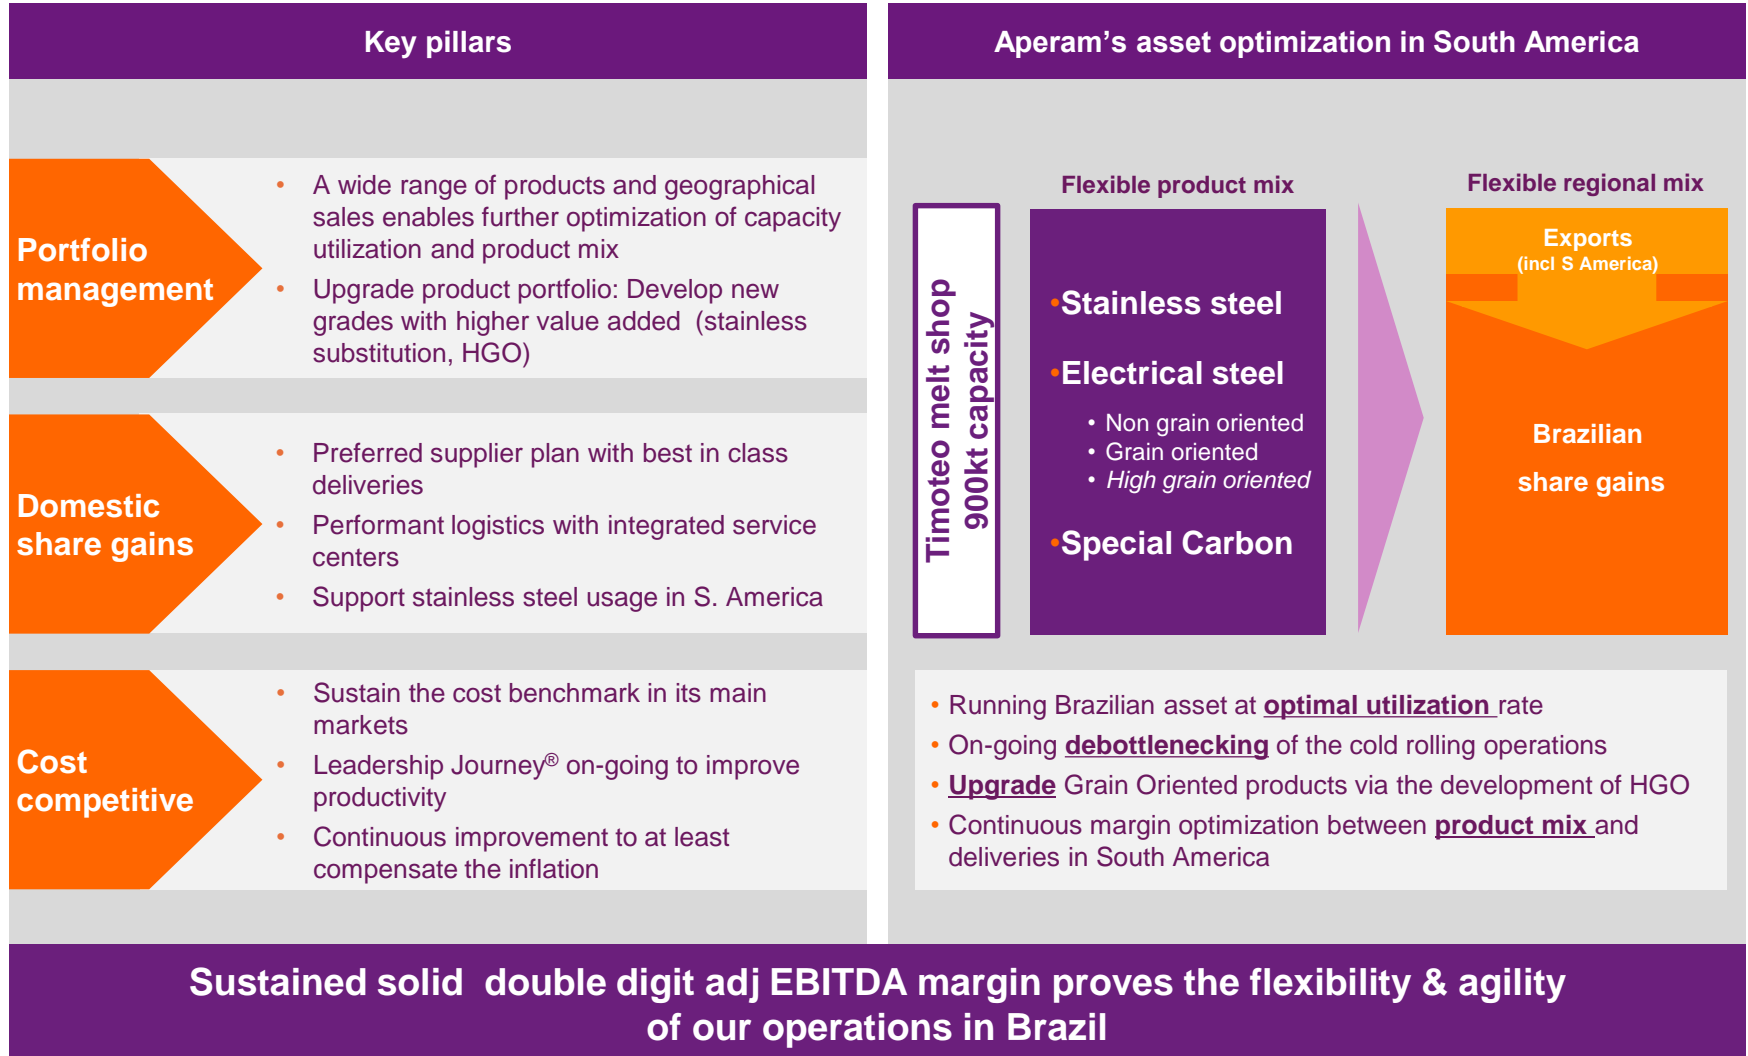 Key pillars
Portfolio
management
• A wide range of products and geographical
sales enables further optimization of capacity
utilization and product mix
• Upgrade product portfolio: Develop new
grades with higher value added  (stainless
substitution, HGO)
Domestic
share gains
• Preferred supplier plan with best in class
deliveries
• Performant logistics with integrated service
centers
• Support stainless steel usage in S. America
Cost
competitive
• Sustain the cost benchmark in its main
markets
• Leadership Journey® on-going to improve
productivity
• Continuous improvement to at least
compensate the inflation
Aperam’s asset optimization in South America
Timoteo melt shop
900kt capacity
Flexible product mix
•Stainless steel
•Electrical steel
• Non grain oriented
• Grain oriented
• High grain oriented
•Special Carbon
Flexible regional mix
Exports
(incl S America)
Brazilian
share gains
• Running Brazilian asset at optimal utilization rate
• On-going debottlenecking of the cold rolling operations
• Upgrade Grain Oriented products via the development of HGO
• Continuous margin optimization between product mix and
deliveries in South America
Sustained solid  double digit adj EBITDA margin proves the flexibility & agility
of our operations in Brazil